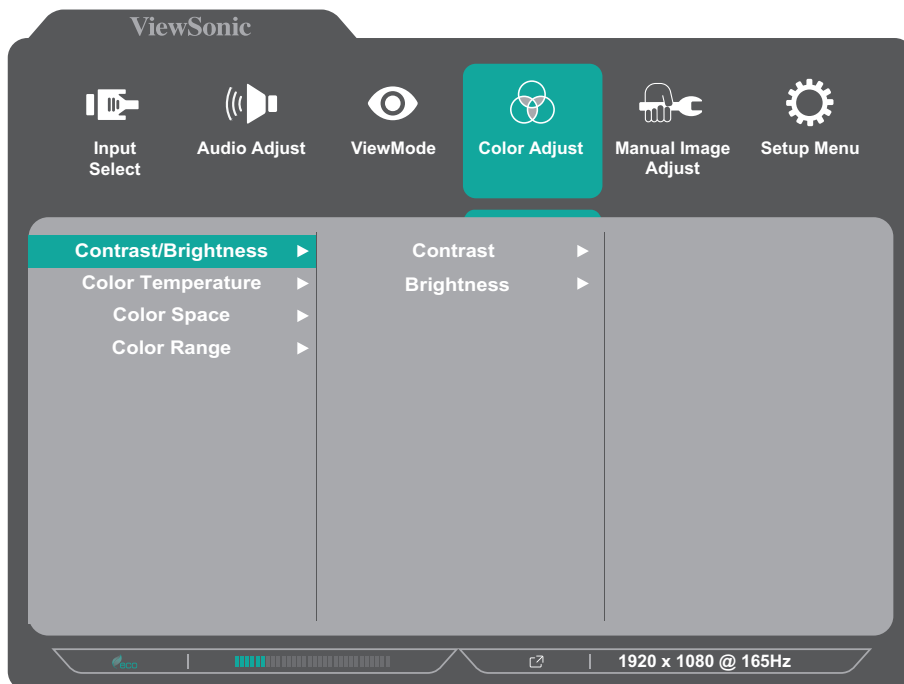 ViewSonic
Input Select
Audio Adjust
ViewMode
Color Adjust
Manual Image Adjust
Setup Menu
Contrast/Brightness
Contrast
Color Temperature
Brightness
Color Space
Color Range
eco
1920 x 1080 @ 165Hz